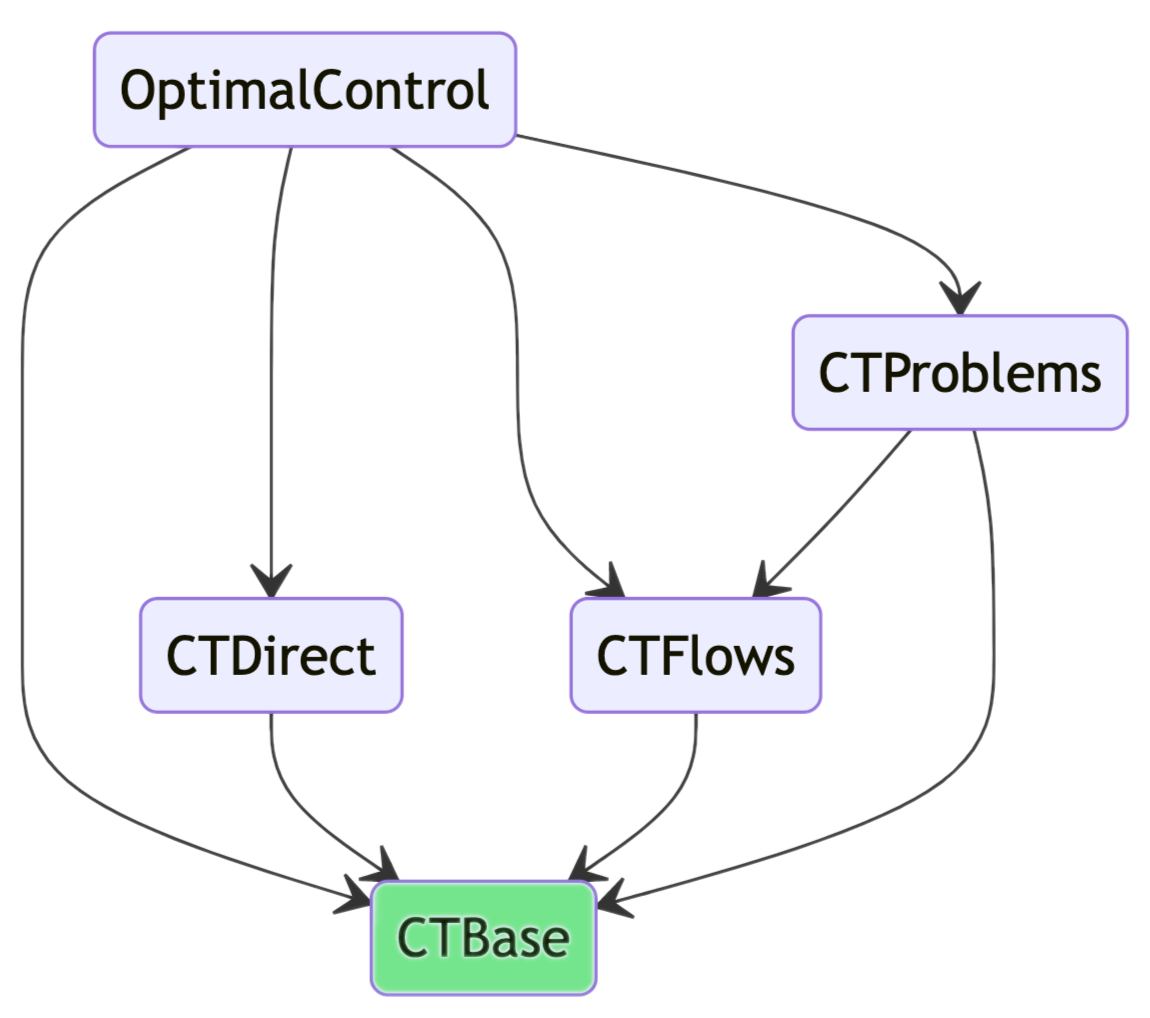 OptimalControl
CTProblems
CTDirect
CTFlows
CTBase